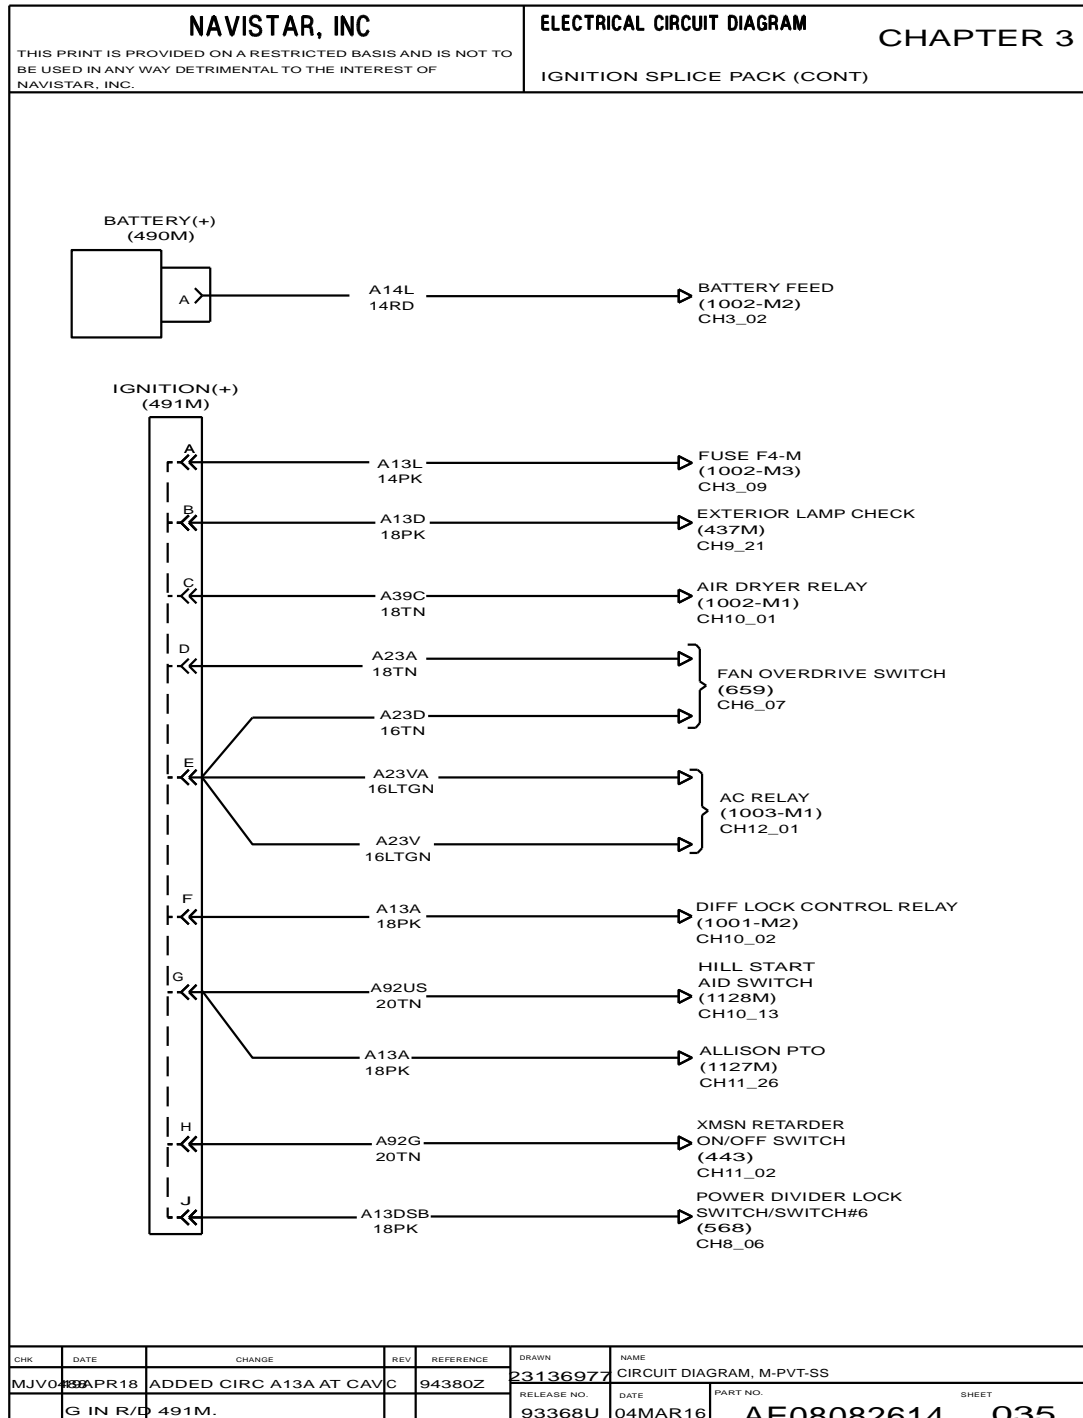 NAVISTAR, INC
THIS PRINT IS PROVIDED ON A RESTRICTED BASIS AND IS NOT TO
BE USED IN ANY WAY DETRIMENTAL TO THE INTEREST OF
NAVISTAR, INC.
ELECTRICAL CIRCUIT DIAGRAM
CHAPTER 3
IGNITION SPLICE PACK (CONT)
BATTERY(+)
(490M)
A
A14L
14RD
BATTERY FEED
(1002-M2)
CH3_02
IGNITION(+)
(491M)
A
A13L
14PK
FUSE F4-M
(1002-M3)
CH3_09
B
A13D
18PK
EXTERIOR LAMP CHECK
(437M)
CH9_21
C
A39C
18TN
AIR DRYER RELAY
(1002-M1)
CH10_01
D
A23A
18TN
A23D
16TN
FAN OVERDRIVE SWITCH
(659)
CH6_07
E
A23VA
16LTGN
A23V
16LTGN
AC RELAY
(1003-M1)
CH12_01
F
A13A
18PK
DIFF LOCK CONTROL RELAY
(1001-M2)
CH10_02
G
A92US
20TN
HILL START
AID SWITCH
(1128M)
CH10_13
A13A
18PK
ALLISON PTO
(1127M)
CH11_26
H
A92G
20TN
XMSN RETARDER
ON/OFF SWITCH
(443)
CH11_02
J
A13DSB
18PK
POWER DIVIDER LOCK
SWITCH/SWITCH#6
(568)
CH8_06
CHK DATE CHANGE REV REFERENCE
APR18 ADDED CIRC A13A AT CAV C 94380Z
G IN R/D 491M.
DRAWN
23136977
NAME
CIRCUIT DIAGRAM, M-PVT-SS
RELEASE NO.
93368U
DATE
04MAR16
PART NO.
AE08082614
SHEET
035